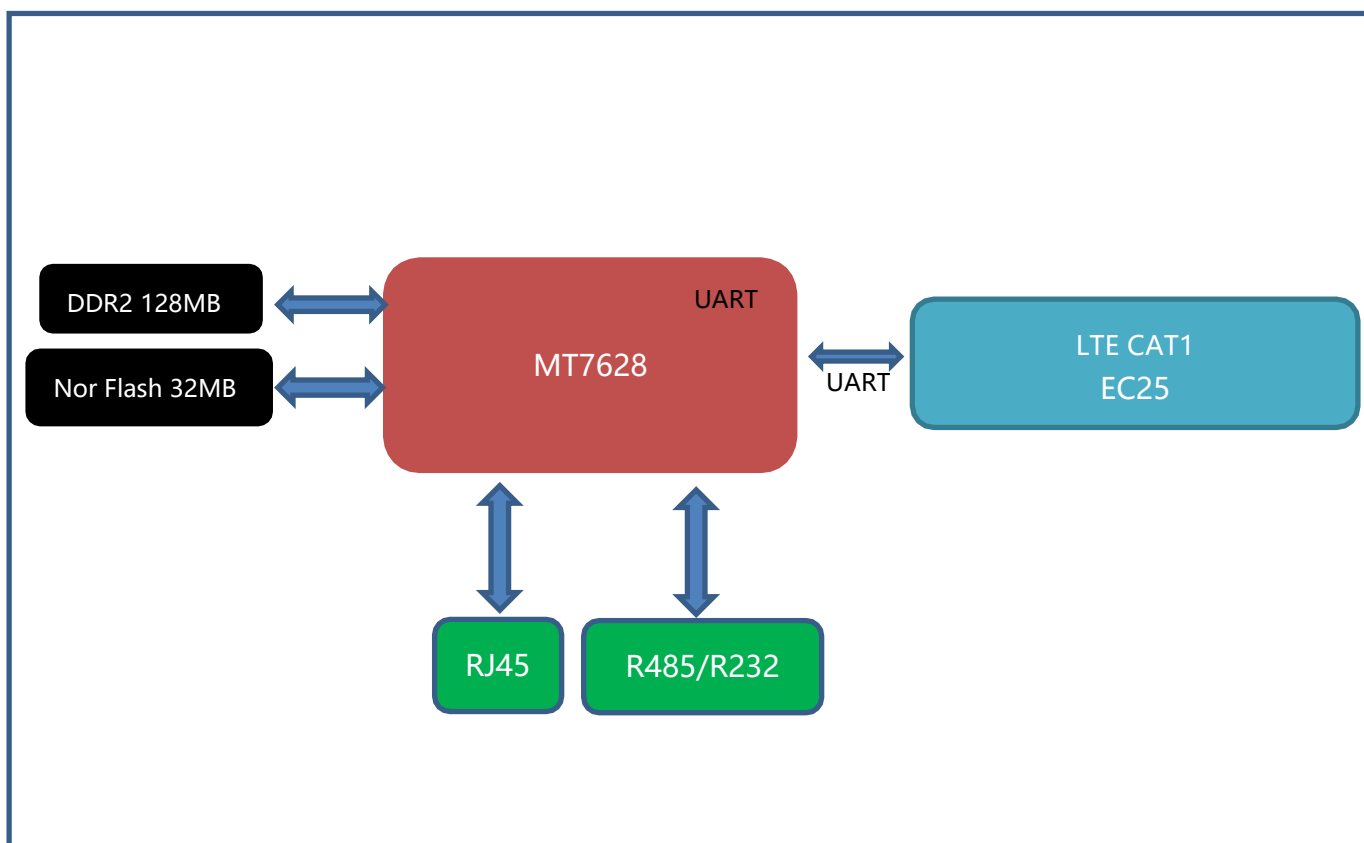 DDR2 128MB
Nor Flash 32MB
UART
MT7628
UART
LTE CAT1
EC25
RJ45
R485/R232